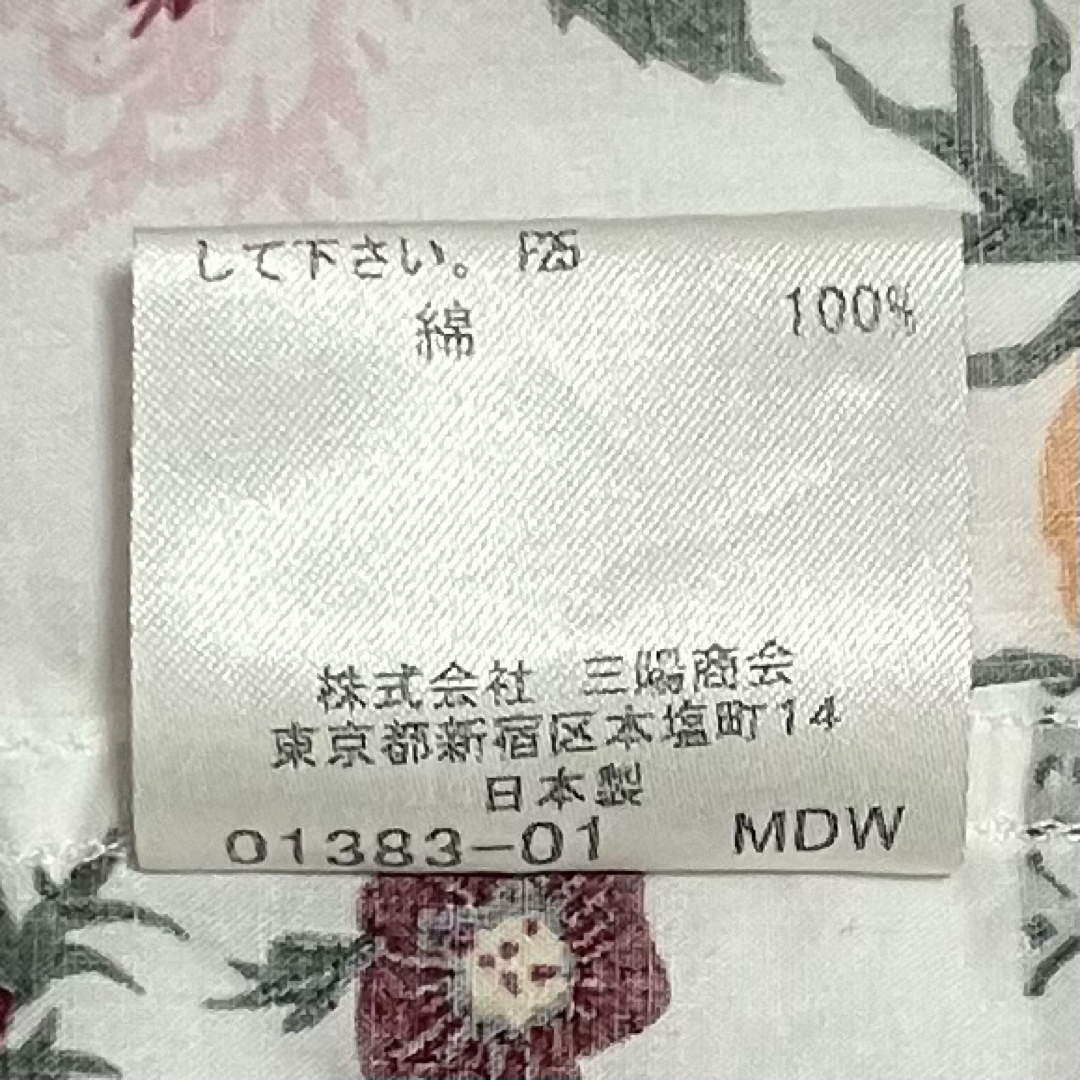 して下さい。 F25
綿 100%
株式会社 三陽商会
東京都新宿区本塩町14
日本製
01383-01 MDW